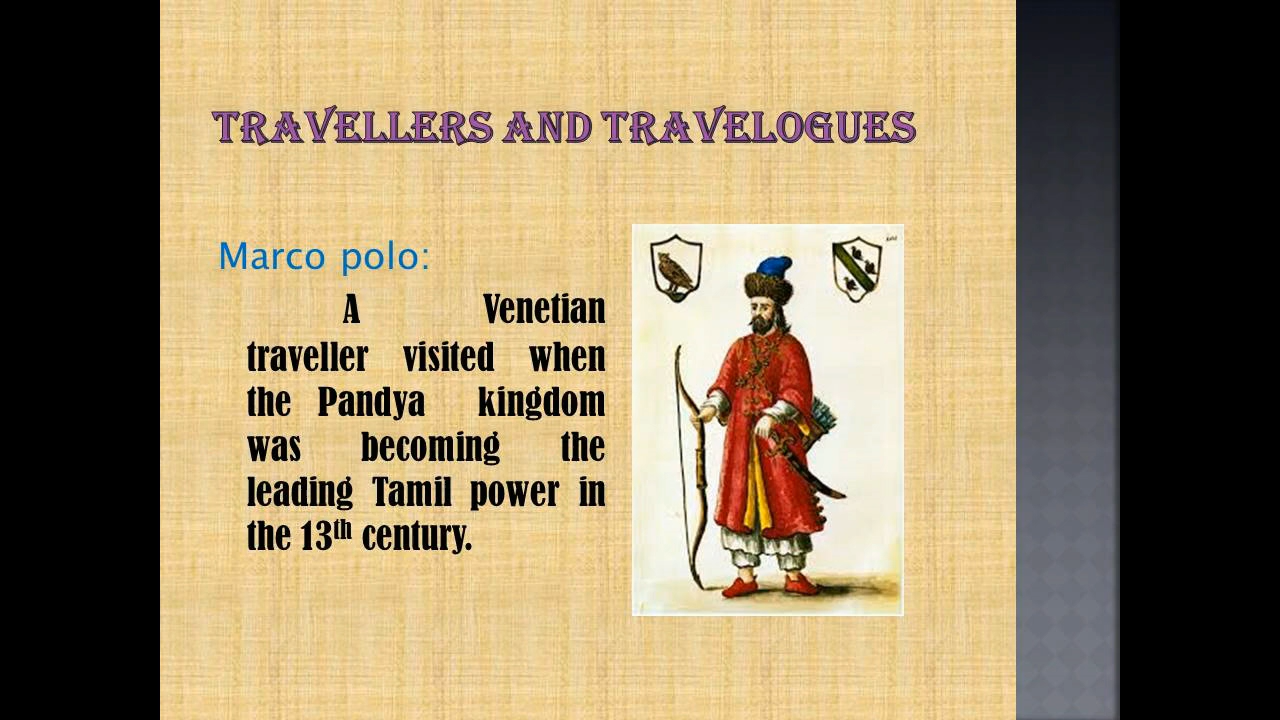 TRAVELLERS AND TRAVELOGUES
Marco polo:
A Venetian
traveller visited when
the Pandya kingdom
was becoming the
leading Tamil power in
the 13th century.